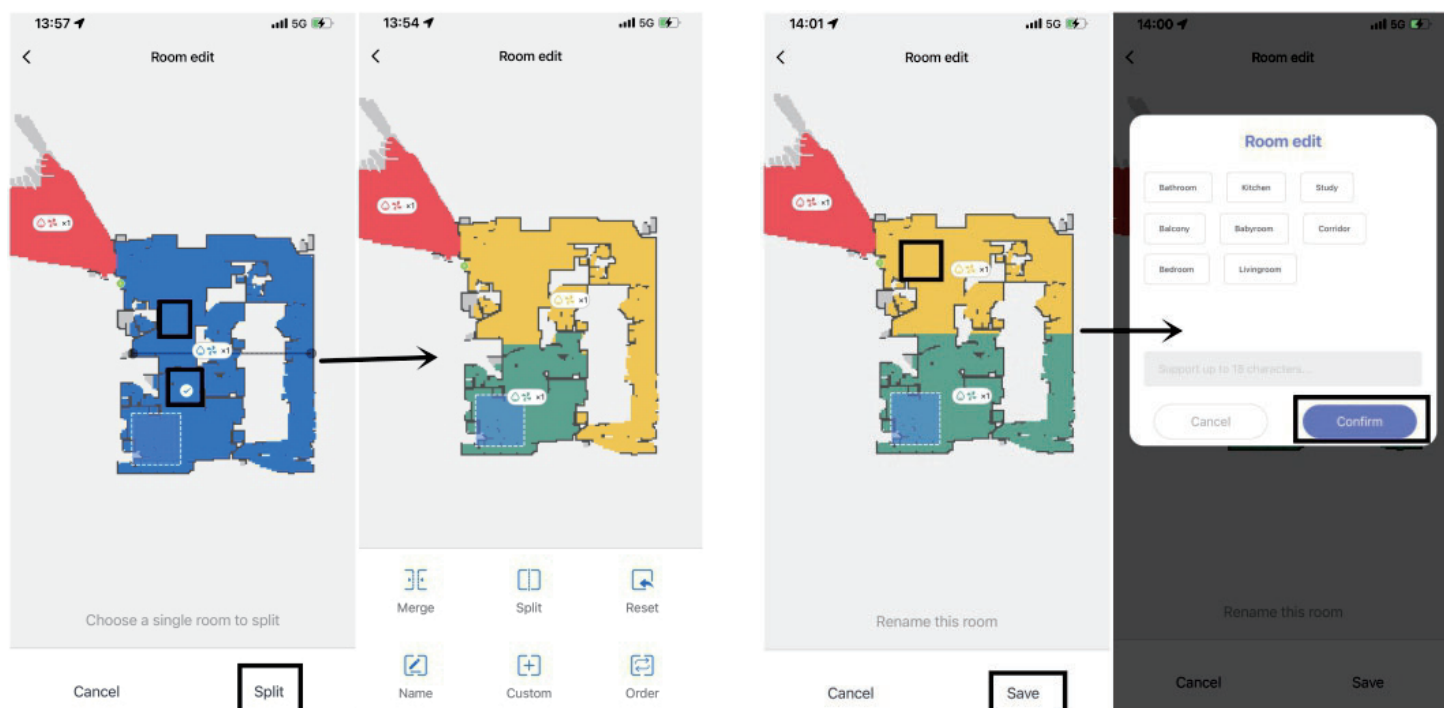 13:57
5G
Room edit
x1
x1
Choose a single room to split
Cancel
Split
13:54
5G
Room edit
x1
x1
x1
Merge
Split
Reset
Name
Custom
Order
14:01
5G
Room edit
x1
x1
x1
Rename this room
Cancel
Save
14:00
5G
Room edit
Room edit
Bathroom
Kitchen
Study
Balcony
Babyroom
Corridor
Bedroom
Livingroom
Support up to 18 characters...
Cancel
Confirm
Rename this room
Cancel
Save